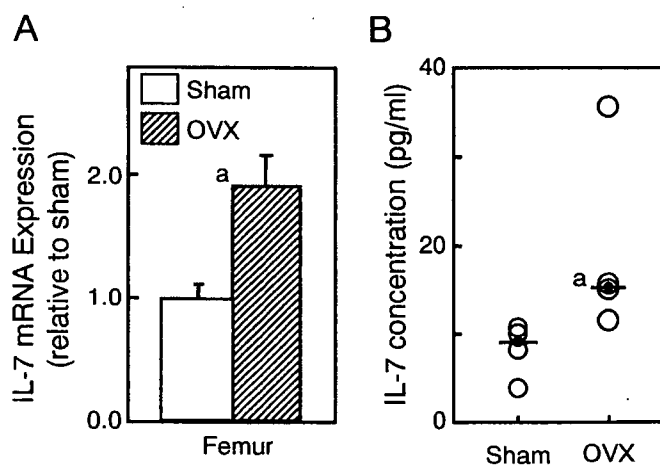 A
IL-7 mRNA Expression
(relative to sham)
Sham
OVX
2.0
1.0
0.0
a
Femur
B
IL-7 concentration (pg/ml)
40
20
0
a
Sham
OVX